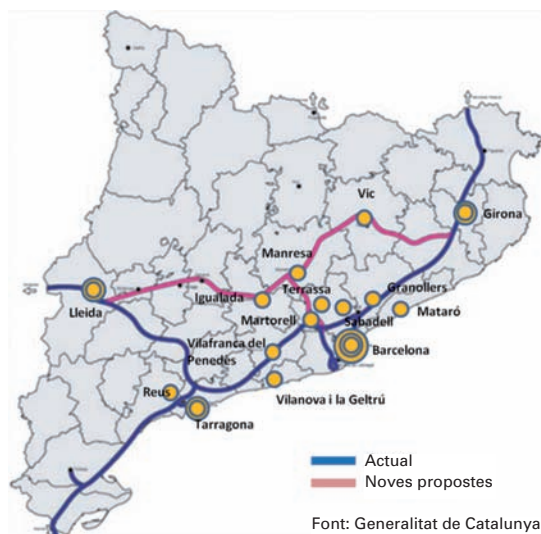 Vic
Girona
Manresa
Terrassa
Granollers
Igualada
Lleida
Martorell
Sabadell
Mataró
Vilafranca del
Penedès
Barcelona
Reus
Vilanova i la Geltrú
Tarragona
Actual
Noves propostes
Font: Generalitat de Catalunya